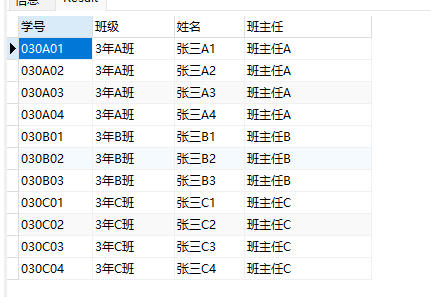 信息 Result
学号 班级 姓名 班主任
030A01 3年A班 张三A1 班主任A
030A02 3年A班 张三A2 班主任A
030A03 3年A班 张三A3 班主任A
030A04 3年A班 张三A4 班主任A
030B01 3年B班 张三B1 班主任B
030B02 3年B班 张三B2 班主任B
030B03 3年B班 张三B3 班主任B
030C01 3年C班 张三C1 班主任C
030C02 3年C班 张三C2 班主任C
030C03 3年C班 张三C3 班主任C
030C04 3年C班 张三C4 班主任C